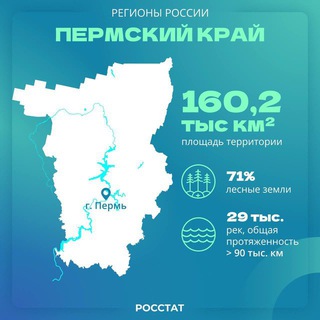 РЕГИОНЫ РОССИИ
ПЕРМСКИЙ КРАЙ
160,2
ТЫС КМ²
площадь территории
71%
лесные земли
г. Пермь
29 тыс.
рек, общая
протяженность
> 90 тыс. км
РОССТАТ